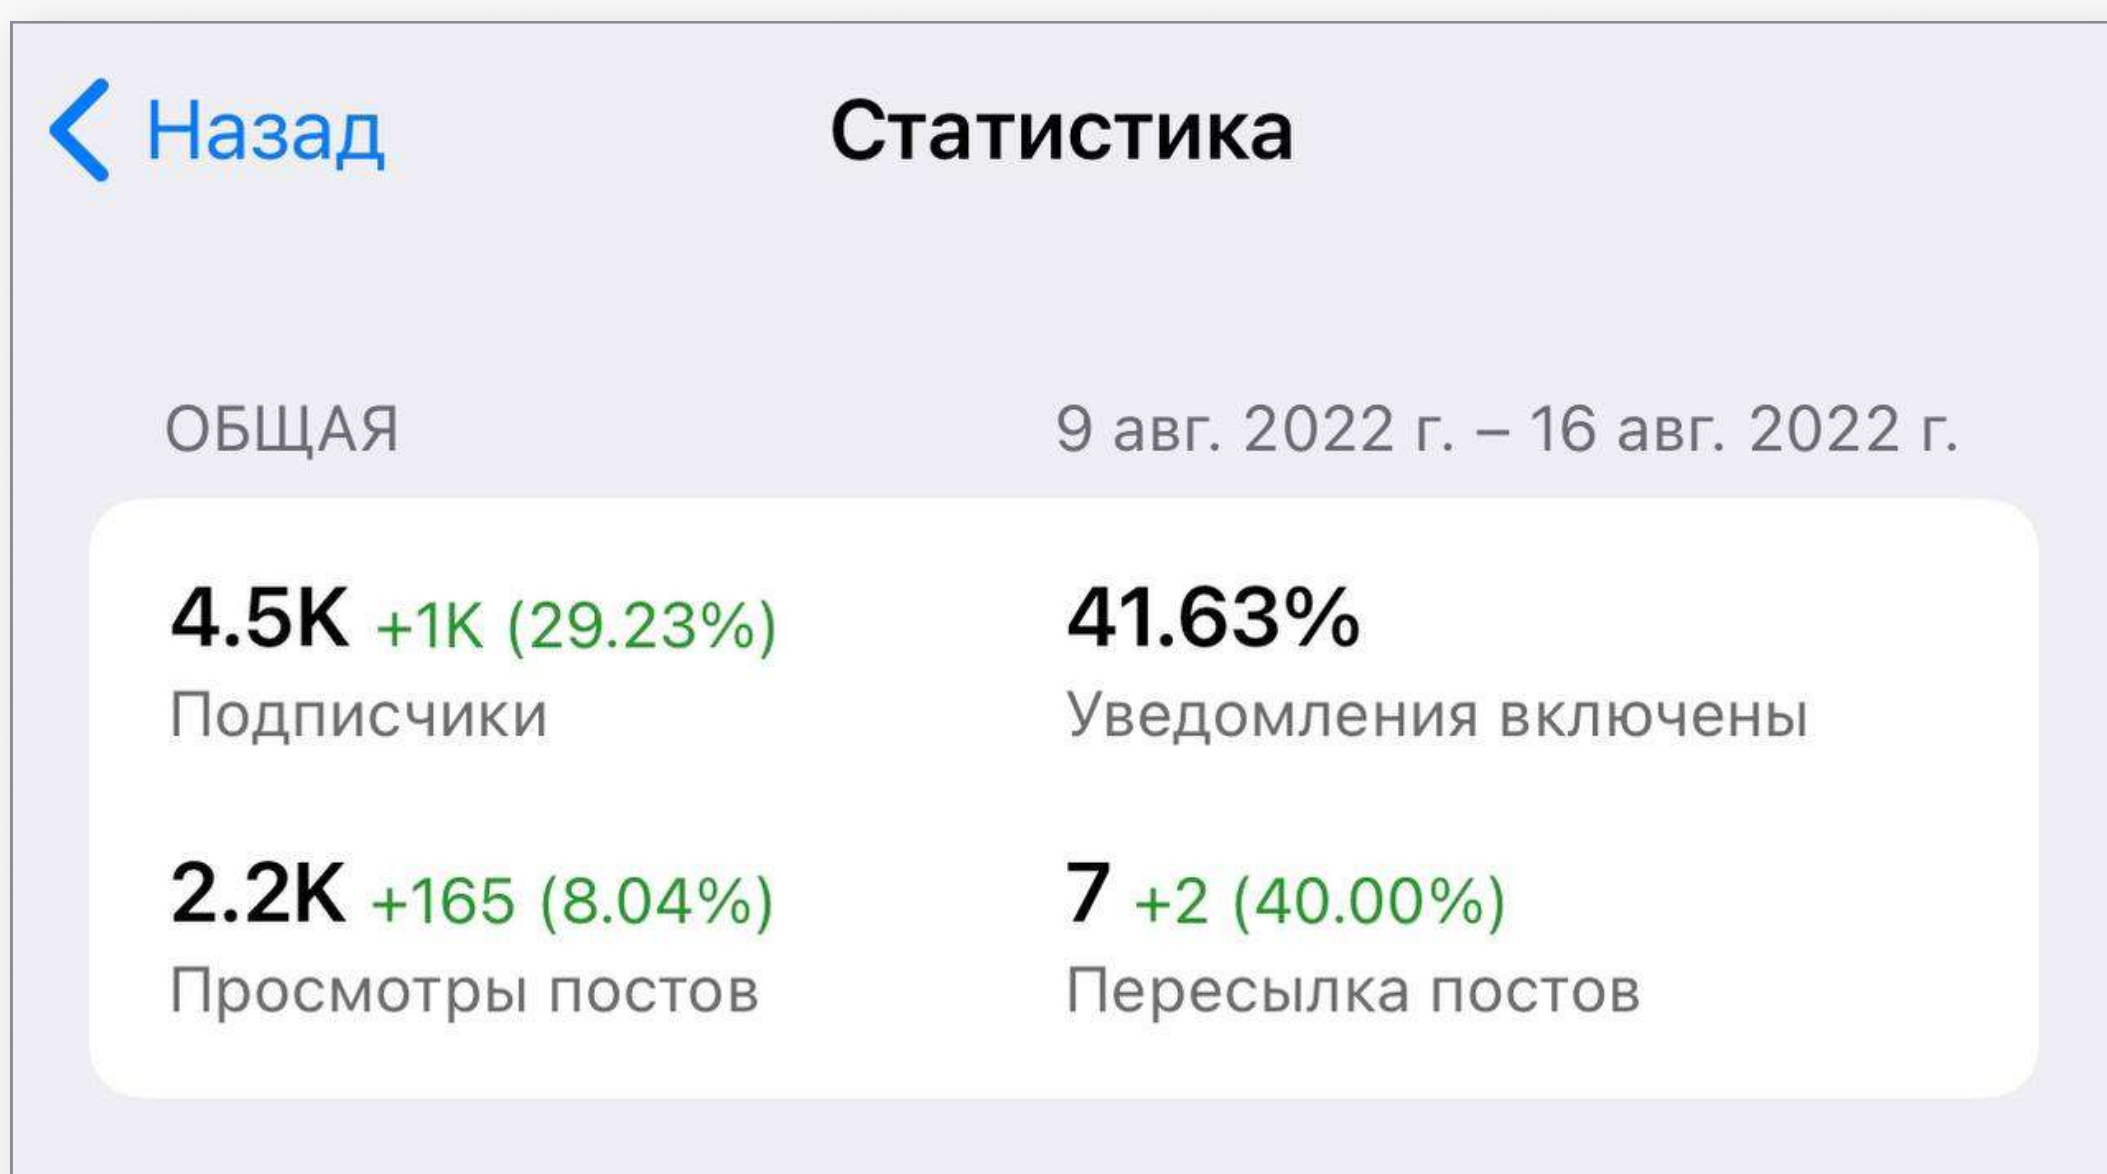 Назад
Статистика
ОБЩАЯ
9 авг. 2022 г. – 16 авг. 2022 г.
4.5K +1K (29.23%)
Подписчики
41.63%
Уведомления включены
2.2K +165 (8.04%)
Просмотры постов
7 +2 (40.00%)
Пересылка постов